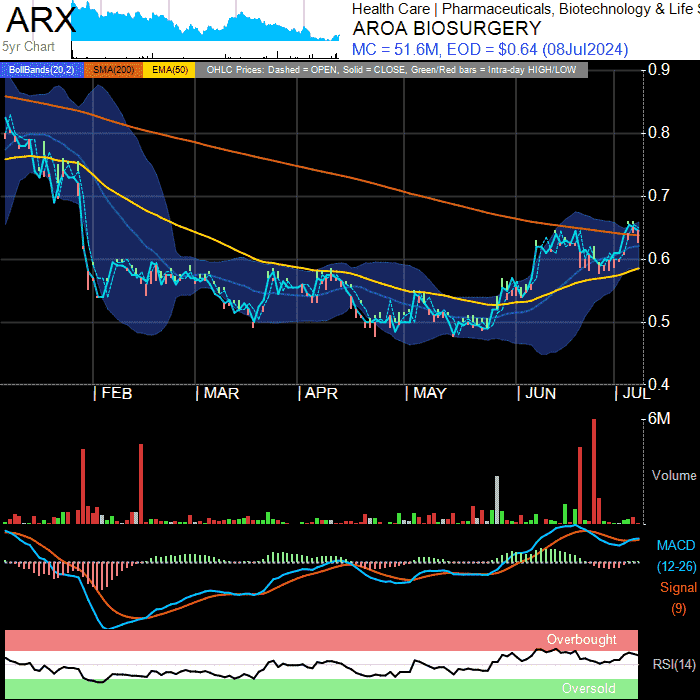 ARX
5yr Chart
Health Care | Pharmaceuticals, Biotechnology & Life S
AROA BIOSURGERY
MC = 51.6M, EOD = $0.64 (08Jul2024)
BollBands(20,2) SMA(200) EMA(50) OHLC Prices: Dashed = OPEN, Solid = CLOSE, Green/Red bars = Intra-day HIGH/LOW
0.9
0.8
0.7
0.6
0.5
0.4
| FEB | MAR | APR | MAY | JUN | JUL
6M
Volume
MACD
(12-26)
Signal
(9)
Overbought
RSI(14)
Oversold